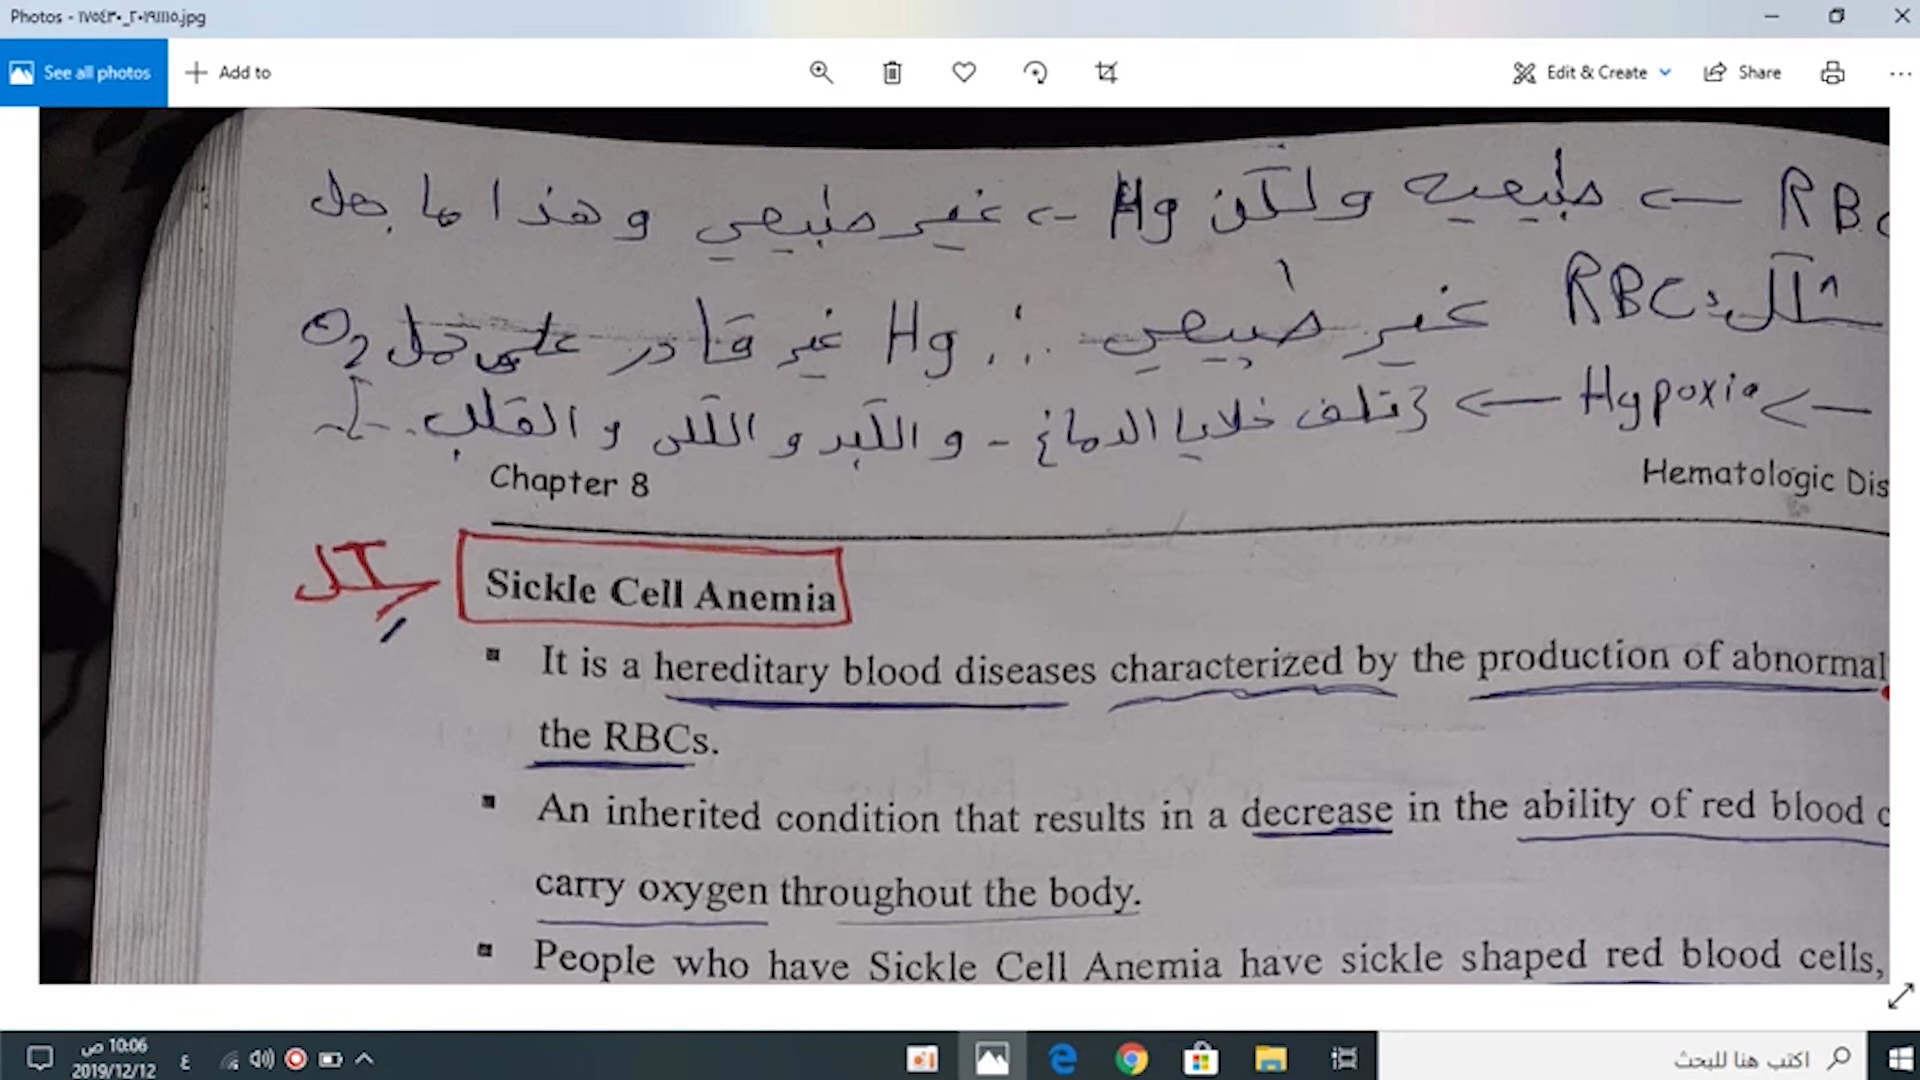 Photos - ٢٠١٩١١١٥_١٧٥٤٣٠.jpg
See all photos
Add to
Edit & Create
Share
RBC ← طبيعيه ولكن Hg ← غير طبيعي وهذا ما جعل
شكل RBCs غير طبيعي ∴ Hg غير قادر على حمل O2
← Hypoxia ← تلف خلايا الدماغ - والكبد والكلى والقلب
Chapter 8
Hematologic Dis
Sickle Cell Anemia
▪ It is a hereditary blood diseases characterized by the production of abnormal
the RBCs.
▪ An inherited condition that results in a decrease in the ability of red blood c
carry oxygen throughout the body.
▪ People who have Sickle Cell Anemia have sickle shaped red blood cells,
10:06 ص
2019/12/12
ع
اكتب هنا للبحث